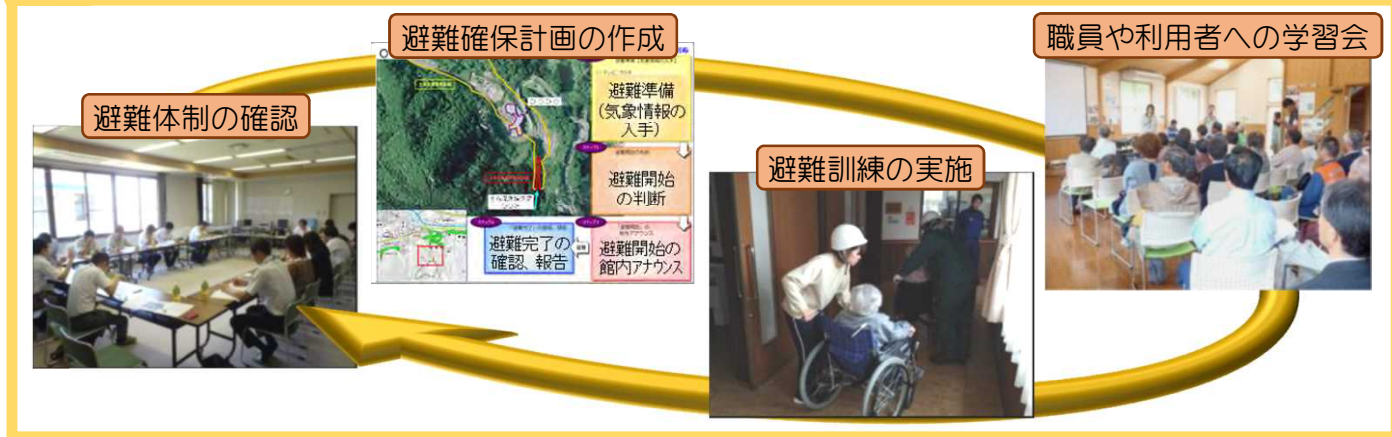 避難確保計画の作成
職員や利用者への学習会
避難体制の確認
避難訓練の実施
避難準備
(気象情報の
入手)
避難開始
の判断
避難開始の
館内アナウンス
避難完了の
確認、報告